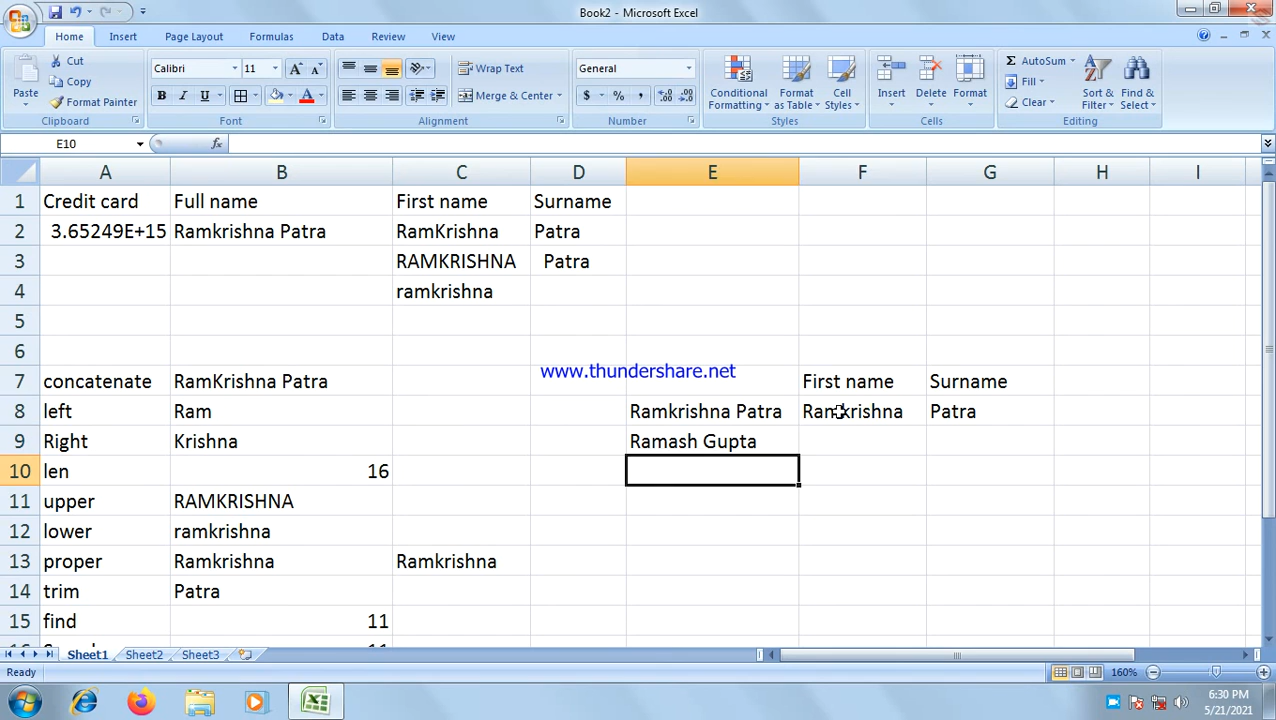 Book2 - Microsoft Excel
Home Insert Page Layout Formulas Data Review View
Paste
Cut
Copy
Format Painter
Clipboard
Calibri 11
B I U
Font
Wrap Text
Merge & Center
Alignment
General
$ % ,
Number
Conditional Formatting
Format as Table
Cell Styles
Styles
Insert Delete Format
Cells
Σ AutoSum
Fill
Clear
Sort & Filter
Find & Select
Editing
E10 fx
A B C D E F G H I
1 Credit card Full name First name Surname
2 3.65249E+15 Ramkrishna Patra RamKrishna Patra
3 RAMKRISHNA Patra
4 ramkrishna
5
6
www.thundershare.net
7 concatenate RamKrishna Patra First name Surname
8 left Ram Ramkrishna Patra Ramkrishna Patra
9 Right Krishna Ramash Gupta
10 len 16
11 upper RAMKRISHNA
12 lower ramkrishna
13 proper Ramkrishna Ramkrishna
14 trim Patra
15 find 11
Sheet1 Sheet2 Sheet3
Ready 160%
6:30 PM
5/21/2021